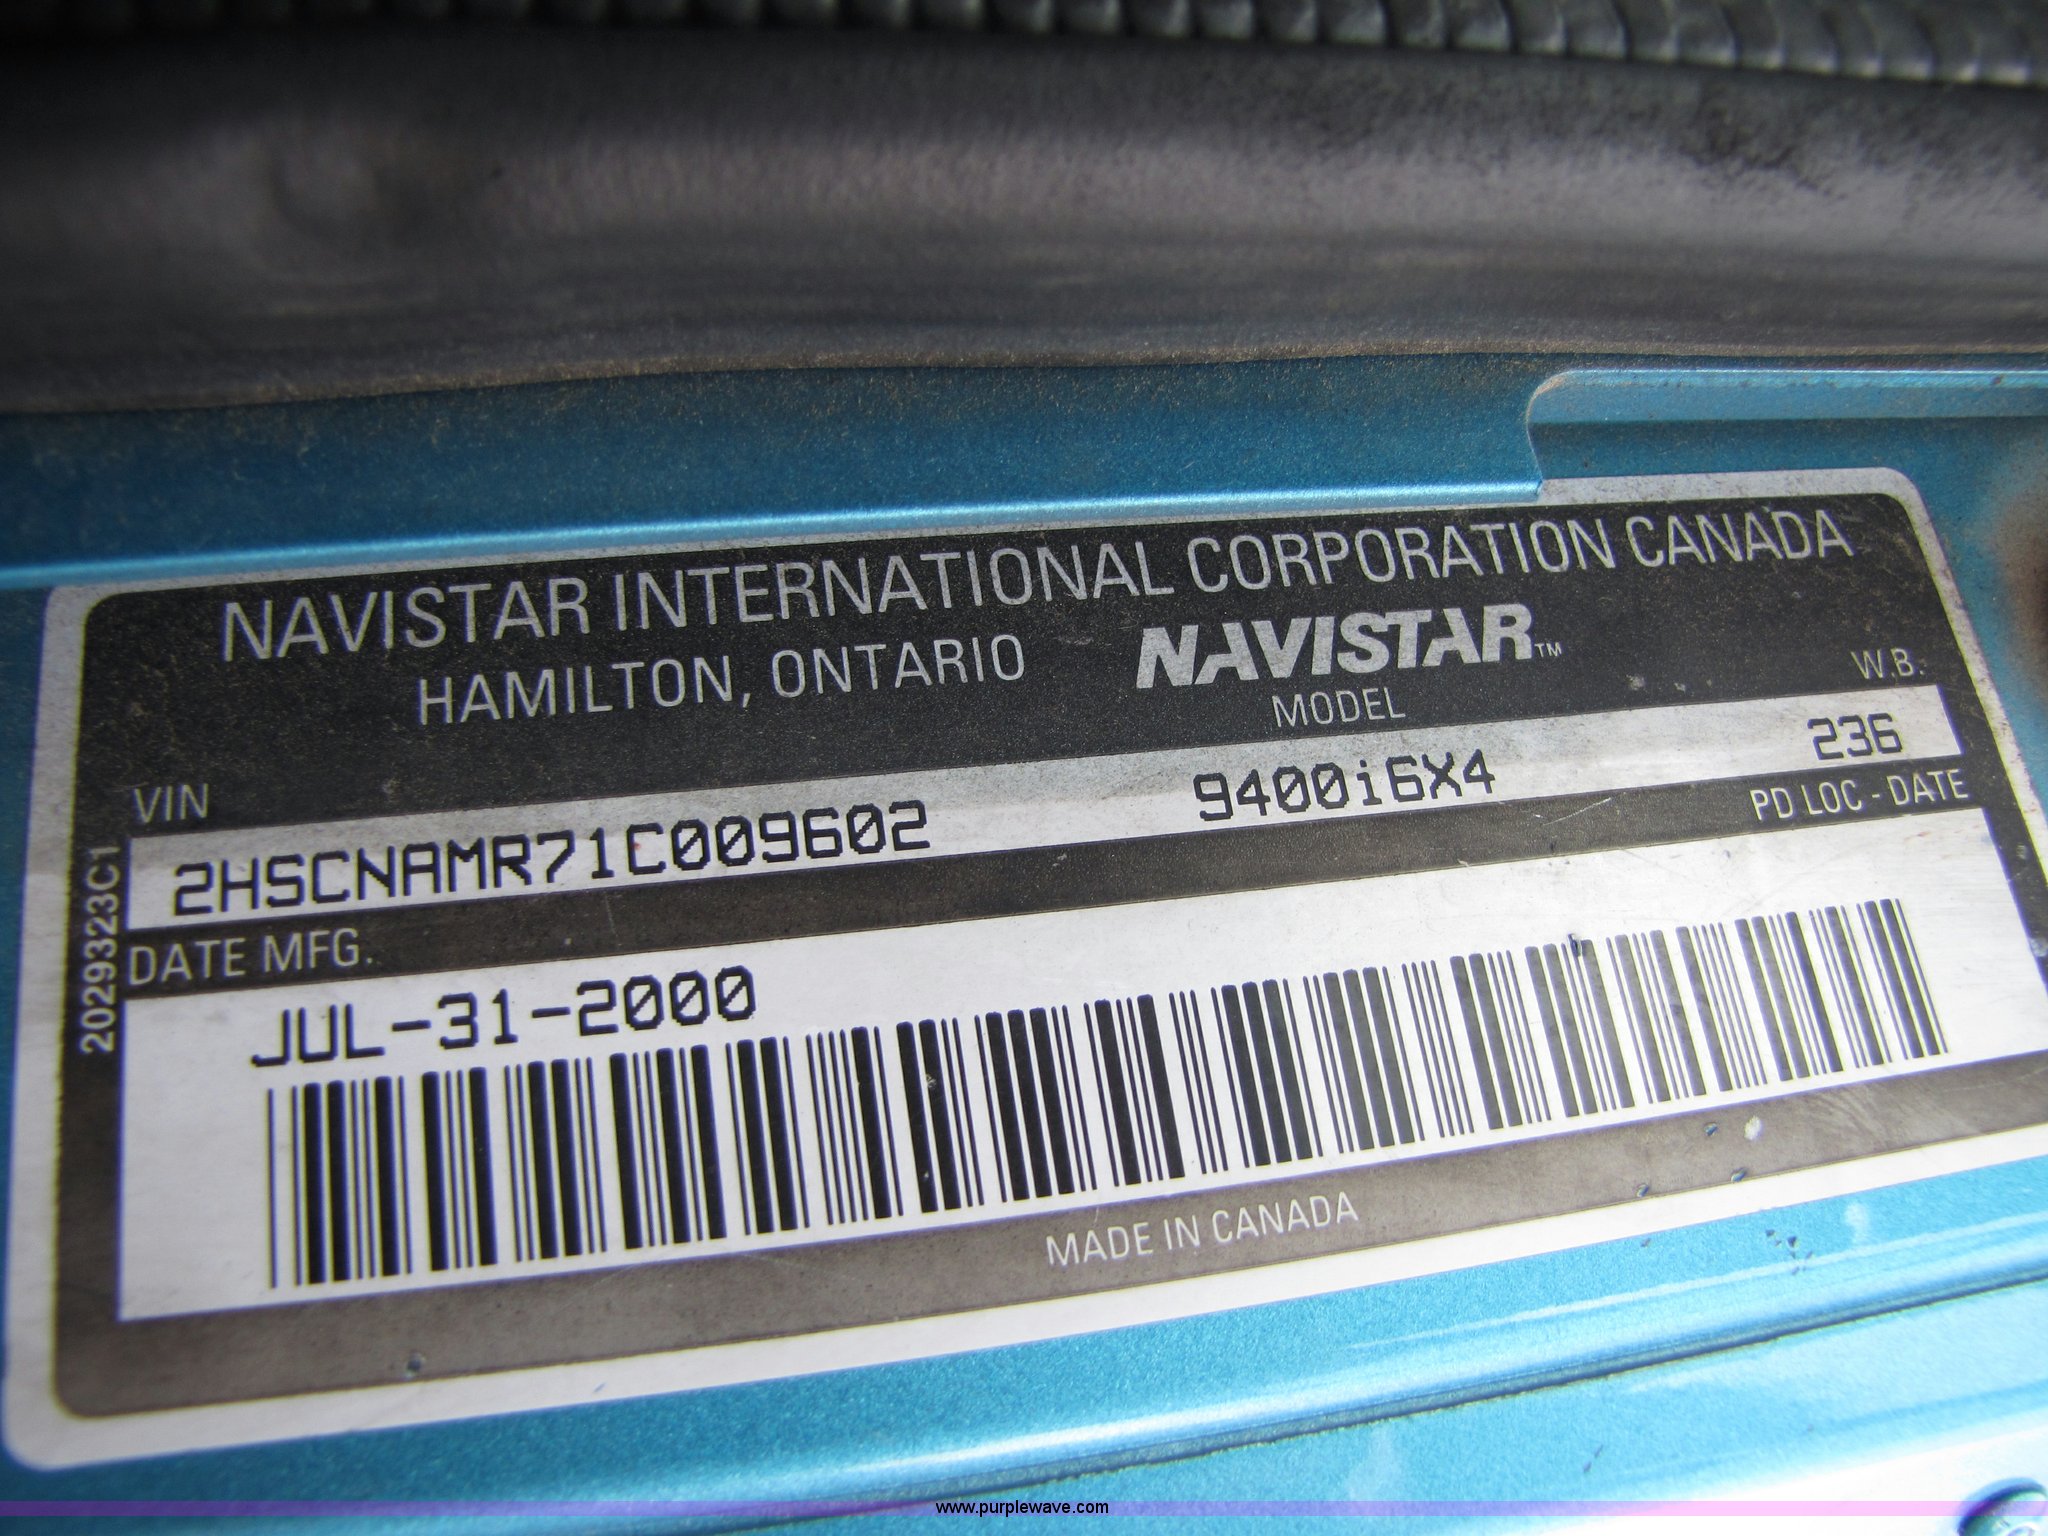 NAVISTAR INTERNATIONAL CORPORATION CANADA
HAMILTON, ONTARIO
NAVISTAR™
VIN
MODEL
W.B.
2HSCNAMR71C009602
9400i6X4
236
DATE MFG.
PD LOC - DATE
JUL-31-2000
2029323C1
MADE IN CANADA
www.purplewave.com